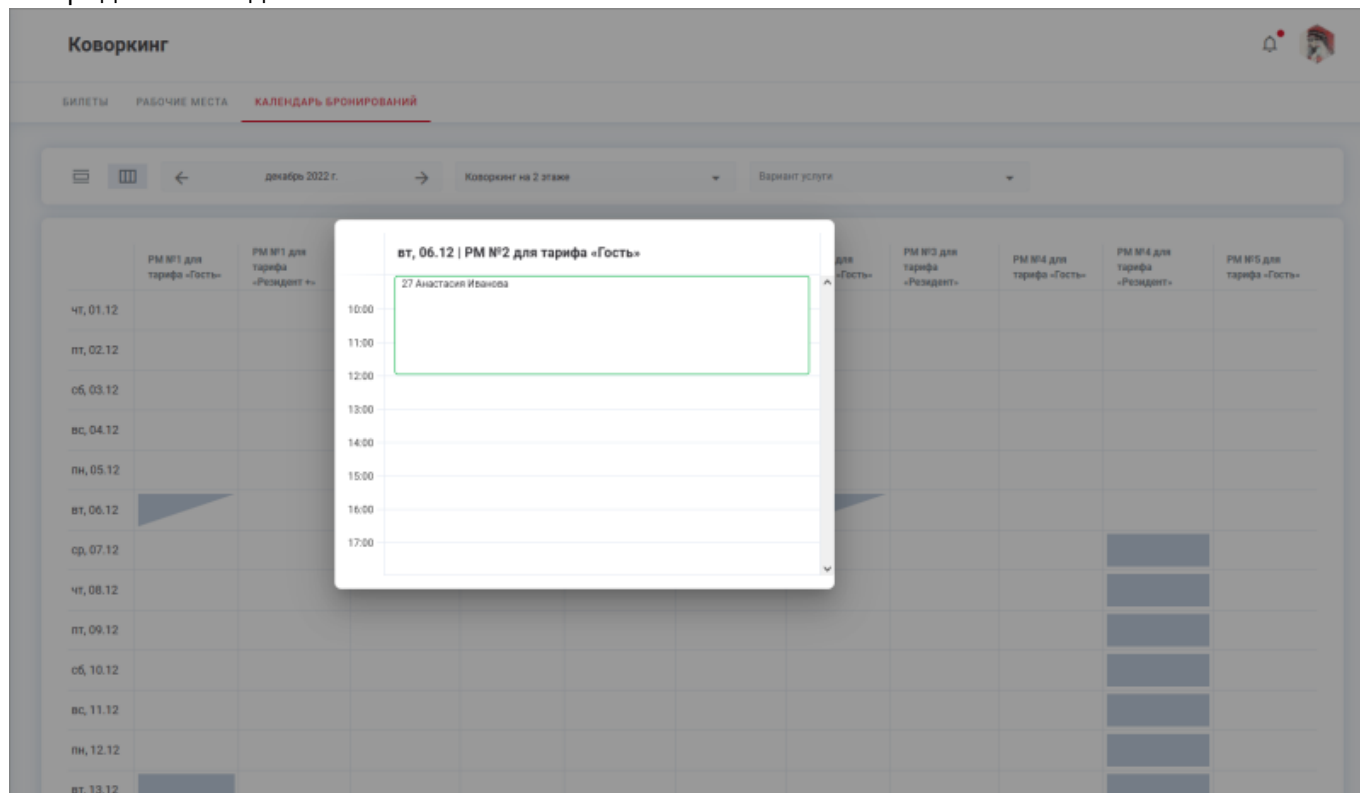 Коворкинг
БИЛЕТЫ РАБОЧИЕ МЕСТА КАЛЕНДАРЬ БРОНИРОВАНИЙ
декабрь 2022 г. Коворкинг на 2 этаже Вариант услуги
РМ №1 для тарифа «Гость»
РМ №1 для тарифа «Резидент +»
для «Гость»
РМ №3 для тарифа «Резидент»
РМ №4 для тарифа «Гость»
РМ №4 для тарифа «Резидент»
РМ №5 для тарифа «Гость»
вт, 06.12 | РМ №2 для тарифа «Гость»
27 Анастасия Иванова
10:00
11:00
12:00
13:00
14:00
15:00
16:00
17:00
чт, 01.12
пт, 02.12
сб, 03.12
вс, 04.12
пн, 05.12
вт, 06.12
ср, 07.12
чт, 08.12
пт, 09.12
сб, 10.12
вс, 11.12
пн, 12.12
вт, 13.12